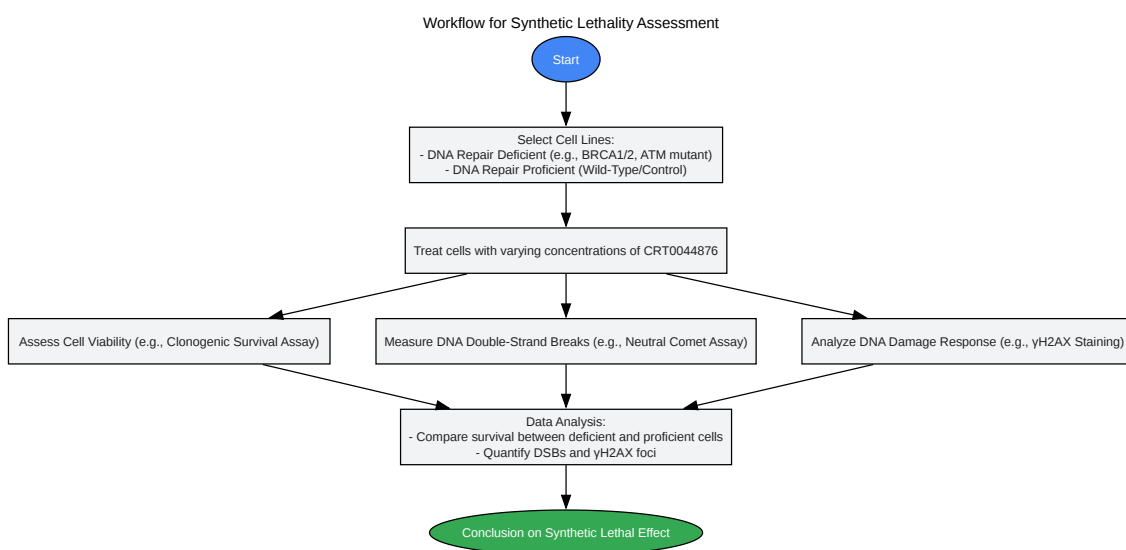 Workflow for Synthetic Lethality Assessment
Start
Select Cell Lines:
- DNA Repair Deficient (e.g., BRCA1/2, ATM mutant)
- DNA Repair Proficient (Wild-Type/Control)
Treat cells with varying concentrations of CRT0044876
Assess Cell Viability (e.g., Clonogenic Survival Assay)
Measure DNA Double-Strand Breaks (e.g., Neutral Comet Assay)
Analyze DNA Damage Response (e.g., γH2AX Staining)
Data Analysis:
- Compare survival between deficient and proficient cells
- Quantify DSBs and γH2AX foci
Conclusion on Synthetic Lethal Effect